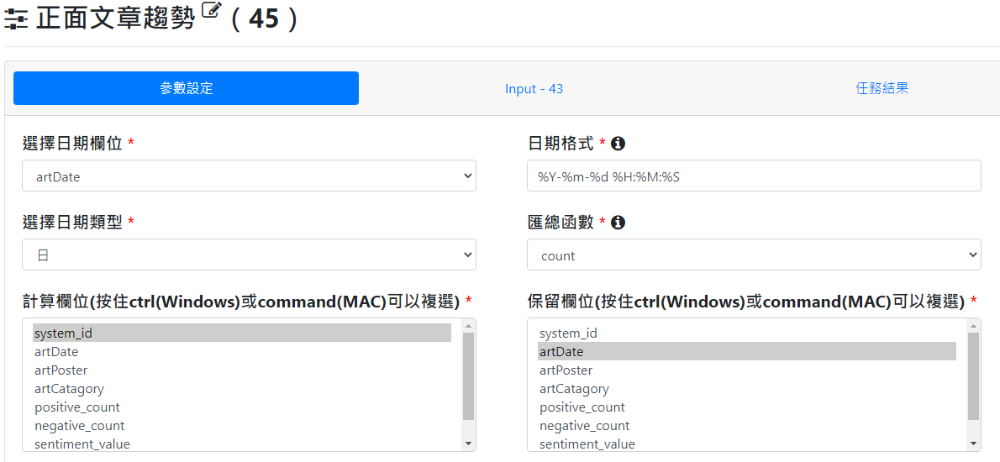 正面文章趨勢 ( 45 )
參數設定 Input - 43 任務結果
選擇日期欄位 * 日期格式 *
artDate %Y-%m-%d %H:%M:%S
選擇日期類型 * 匯總函數 *
日 count
計算欄位(按住ctrl(Windows)或command(MAC)可以複選) * 保留欄位(按住ctrl(Windows)或command(MAC)可以複選) *
system_id system_id
artDate artDate
artPoster artPoster
artCatagory artCatagory
positive_count positive_count
negative_count negative_count
sentiment_value sentiment_value